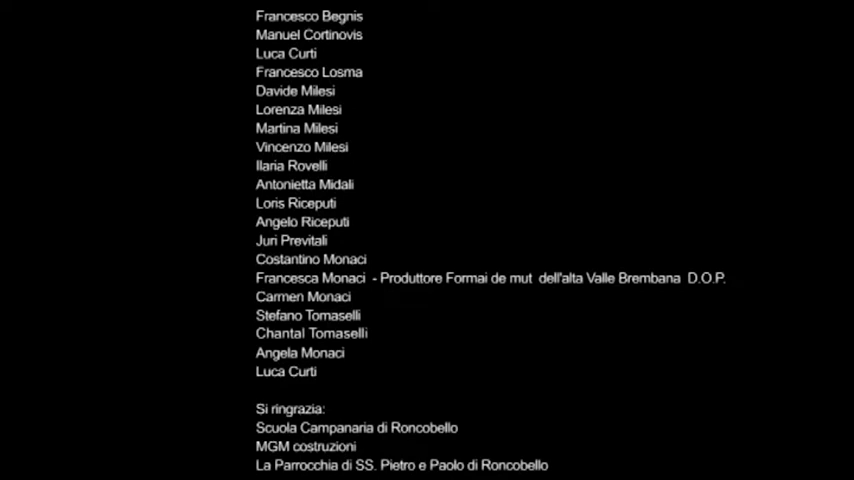 Francesco Begnis
Manuel Cortinovis
Luca Curti
Francesco Losma
Davide Milesi
Lorenza Milesi
Martina Milesi
Vincenzo Milesi
Ilaria Rovelli
Antonietta Midali
Loris Riceputi
Angelo Riceputi
Juri Previtali
Costantino Monaci
Francesca Monaci  - Produttore Formai de mut  dell'alta Valle Brembana  D.O.P.
Carmen Monaci
Stefano Tomaselli
Chantal Tomaselli
Angela Monaci
Luca Curti
Si ringrazia:
Scuola Campanaria di Roncobello
MGM costruzioni
La Parrocchia di SS. Pietro e Paolo di Roncobello